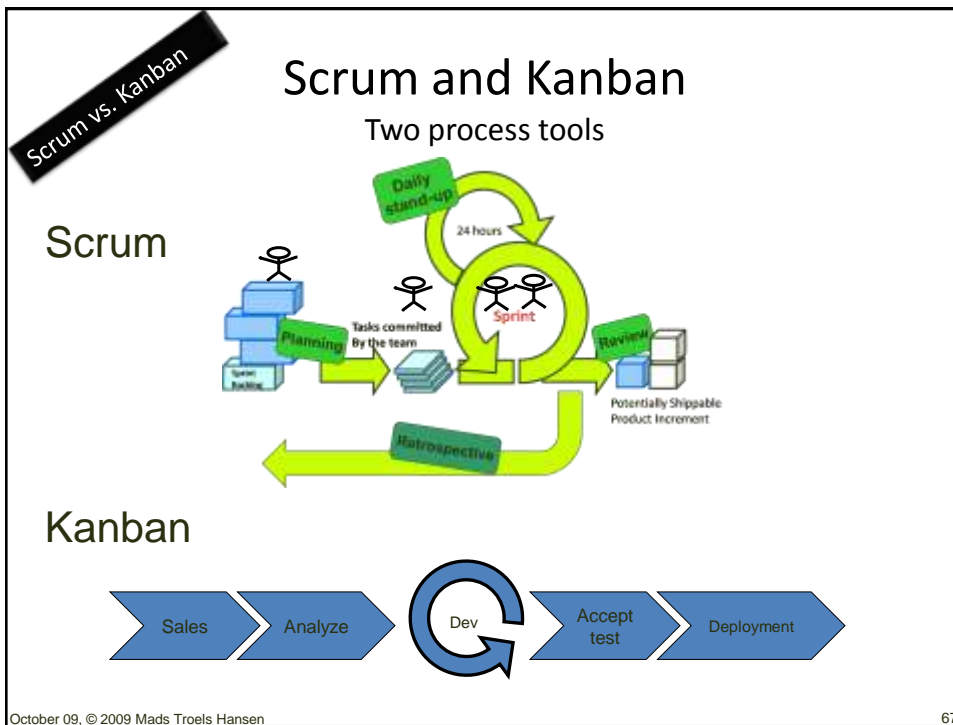 Scrum vs. Kanban
Scrum and Kanban
Two process tools
Scrum
Daily
stand-up
24 hours
Sprint
Planning
Tasks committed
By the team
Review
Sprint
Potentially Shippable
Product Increment
Retrospective
Kanban
Sales
Analyze
Dev
Accept
test
Deployment
October 09, © 2009 Mads Troels Hansen
67